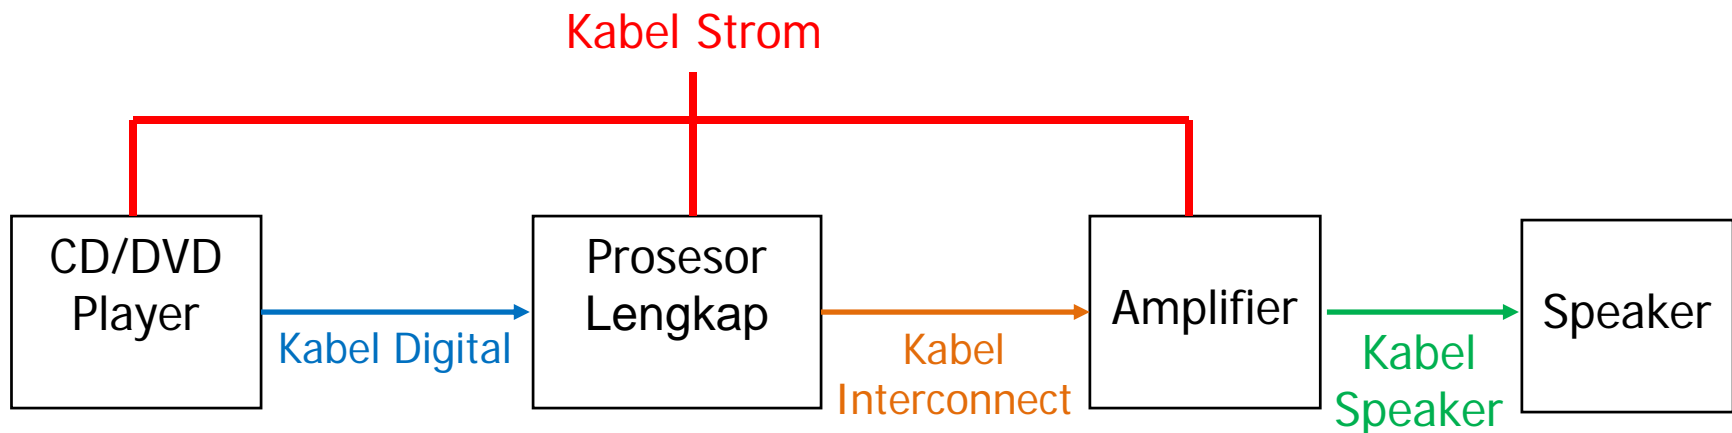 Kabel Strom
CD/DVD
Player
Kabel Digital
Prosesor
Lengkap
Kabel
Interconnect
Amplifier
Kabel
Speaker
Speaker